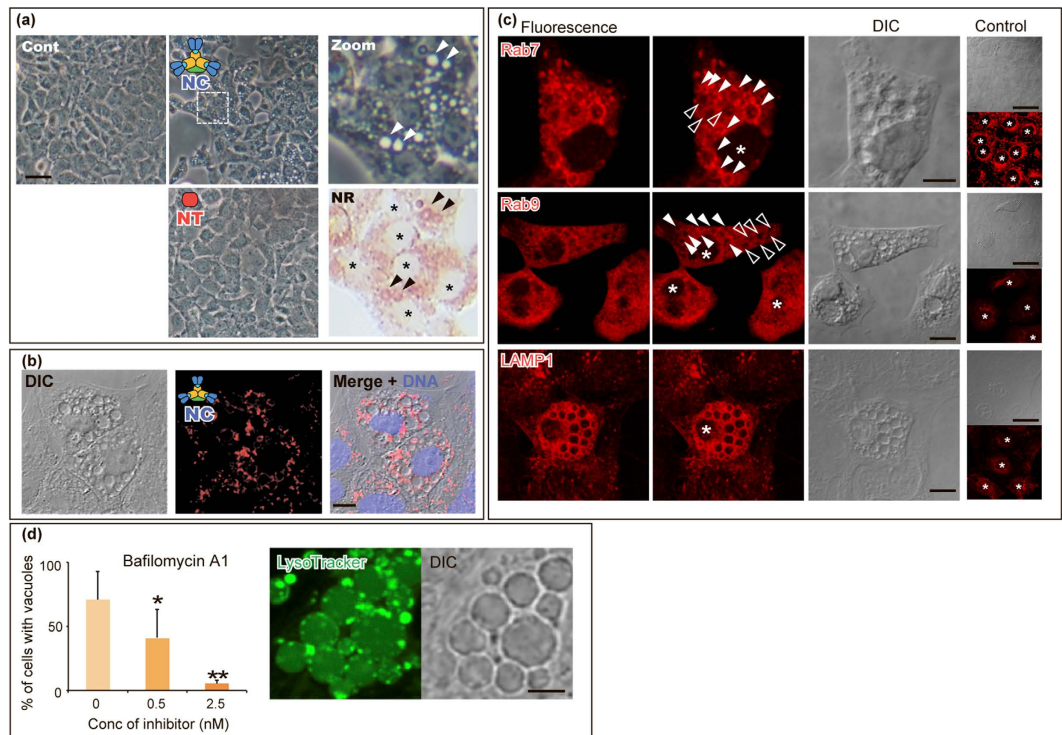 (a)
Cont
NC
Zoom
NT
NR
* * * * * *
(b)
DIC
NC
Merge + DNA
(c)
Fluorescence
DIC
Control
Rab7
*
* * * * * * * *
Rab9
* * *
* * * *
LAMP1
*
* * * *
(d)
Bafilomycin A1
% of cells with vacuoles
100
50
0
*
**
0 0.5 2.5
Conc of inhibitor (nM)
LysoTracker
DIC